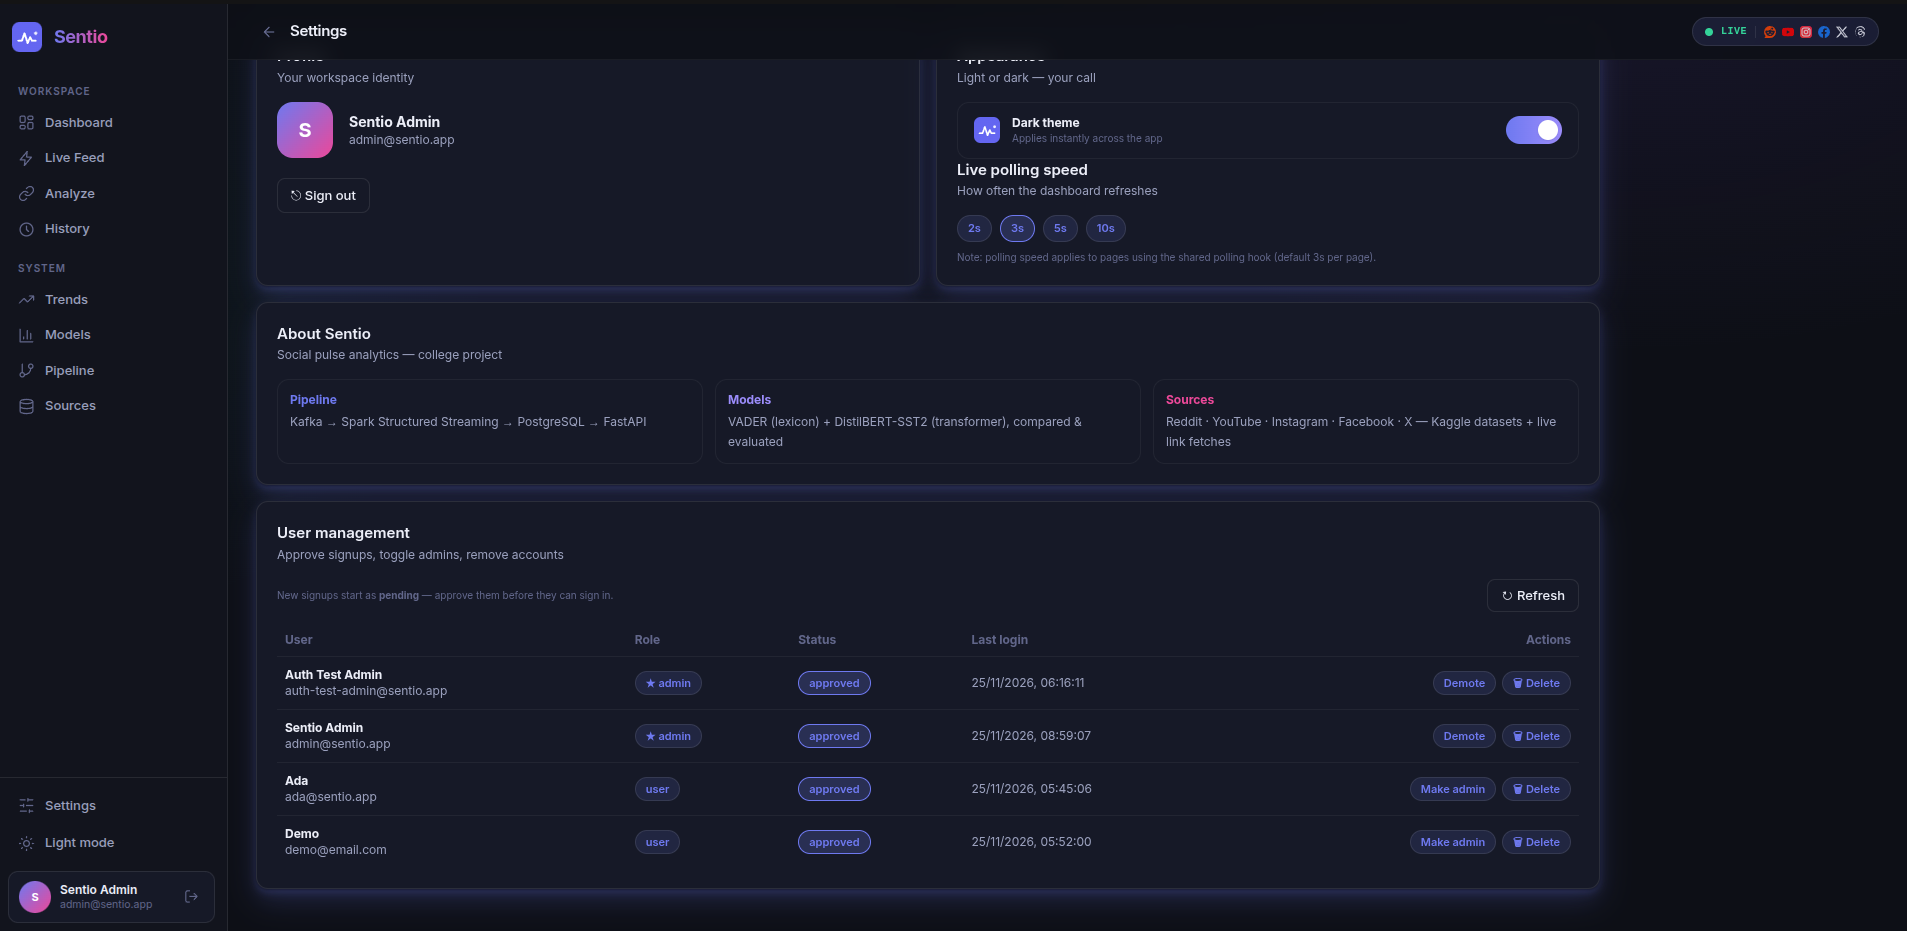 Sentio
WORKSPACE
Dashboard
Live Feed
Analyze
History
SYSTEM
Trends
Models
Pipeline
Sources
Settings
Light mode
S
Sentio Admin
admin@sentio.app
Settings
LIVE
Profile
Your workspace identity
S
Sentio Admin
admin@sentio.app
Sign out
Appearance
Light or dark — your call
Dark theme
Applies instantly across the app
Live polling speed
How often the dashboard refreshes
2s 3s 5s 10s
Note: polling speed applies to pages using the shared polling hook (default 3s per page).
About Sentio
Social pulse analytics — college project
Pipeline
Kafka → Spark Structured Streaming → PostgreSQL → FastAPI
Models
VADER (lexicon) + DistilBERT-SST2 (transformer), compared &
evaluated
Sources
Reddit · YouTube · Instagram · Facebook · X — Kaggle datasets + live
link fetches
User management
Approve signups, toggle admins, remove accounts
New signups start as pending — approve them before they can sign in.
↻ Refresh
User Role Status Last login Actions
Auth Test Admin
auth-test-admin@sentio.app
★ admin approved 25/11/2026, 06:16:11 Demote Delete
Sentio Admin
admin@sentio.app
★ admin approved 25/11/2026, 08:59:07 Demote Delete
Ada
ada@sentio.app
user approved 25/11/2026, 05:45:06 Make admin Delete
Demo
demo@email.com
user approved 25/11/2026, 05:52:00 Make admin Delete